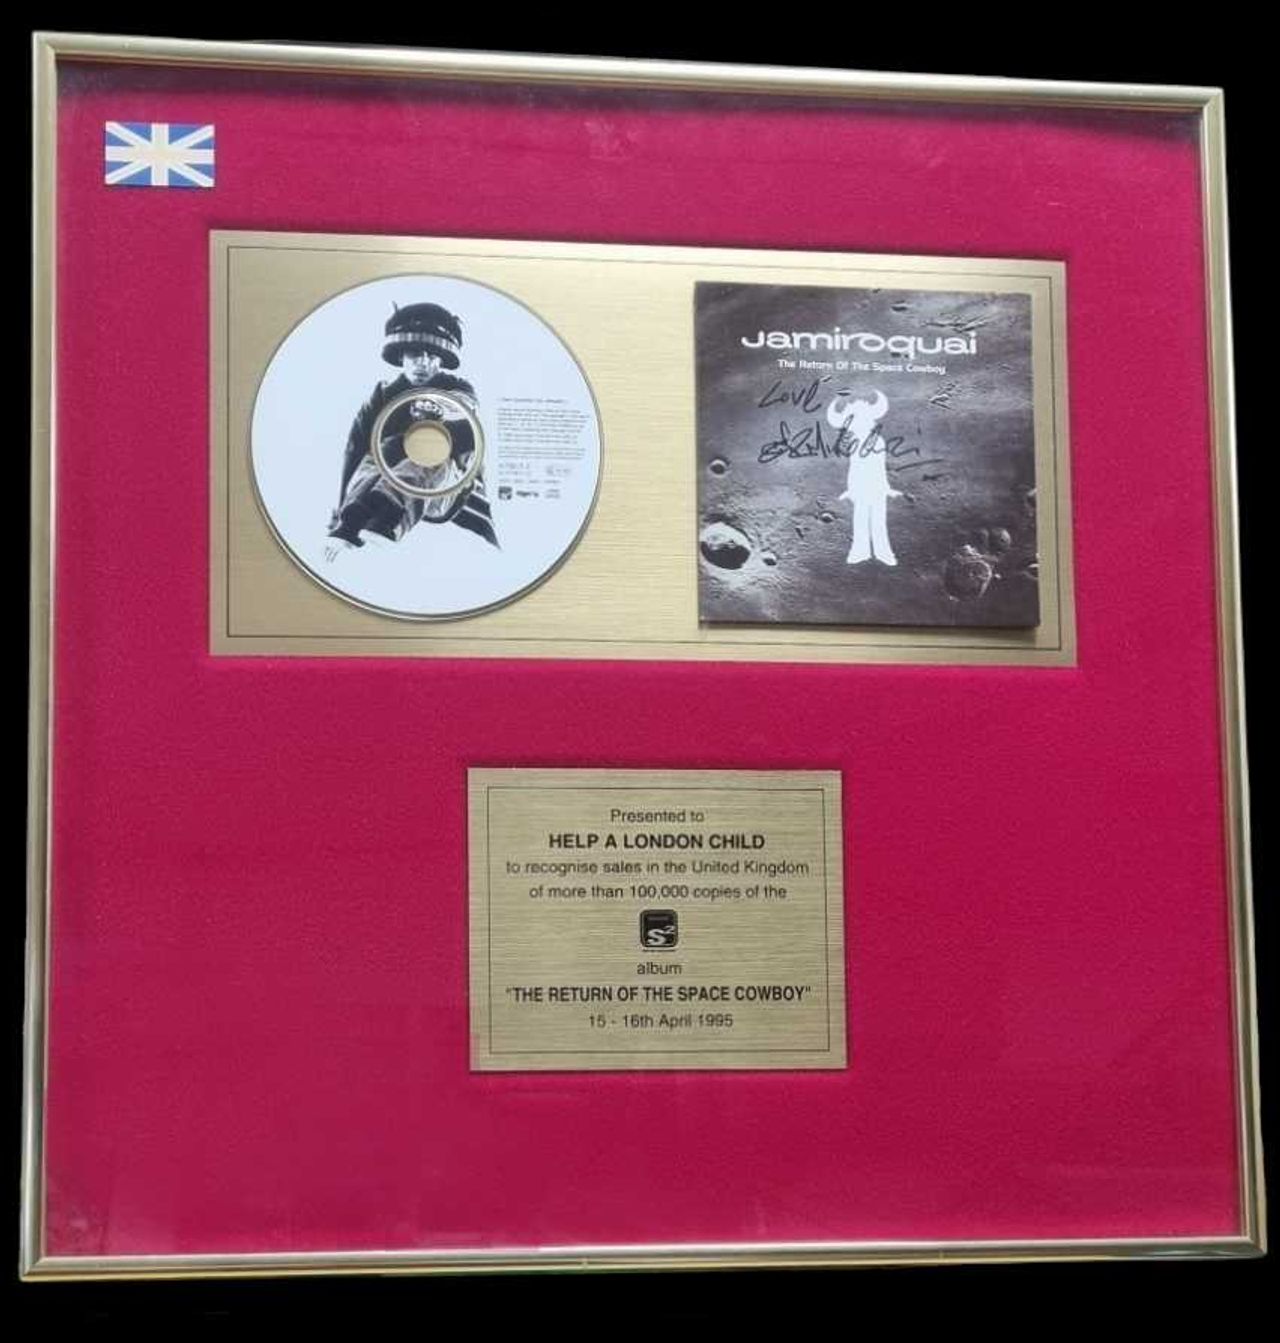 Jamiroquai
The Return Of The Space Cowboy
Love
Presented to
HELP A LONDON CHILD
to recognise sales in the United Kingdom
of more than 100,000 copies of the
S2
album
"THE RETURN OF THE SPACE COWBOY"
15 - 16th April 1995